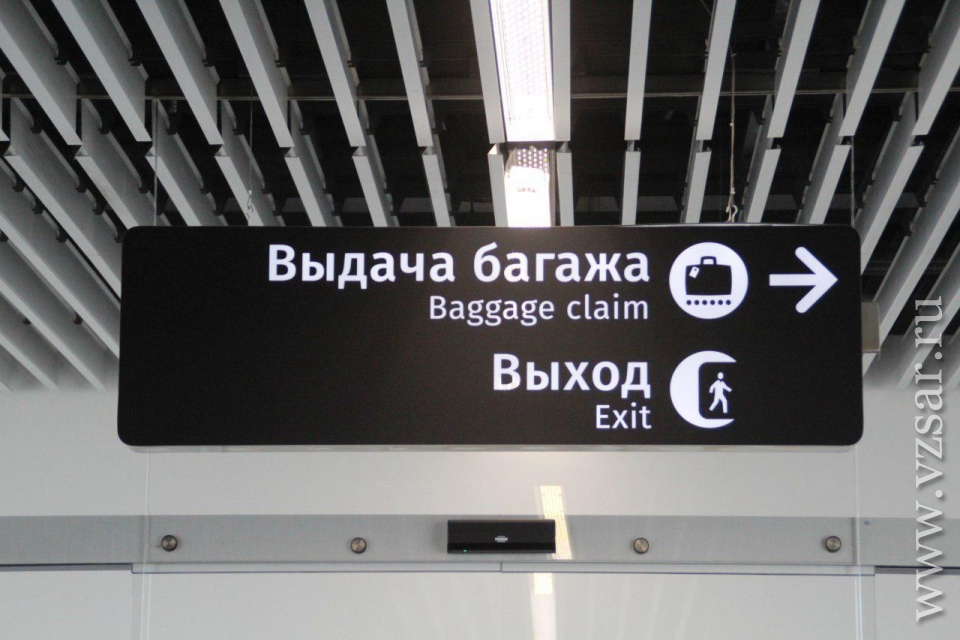 Выдача багажа
Baggage claim
Выход
Exit
www.vzsar.ru